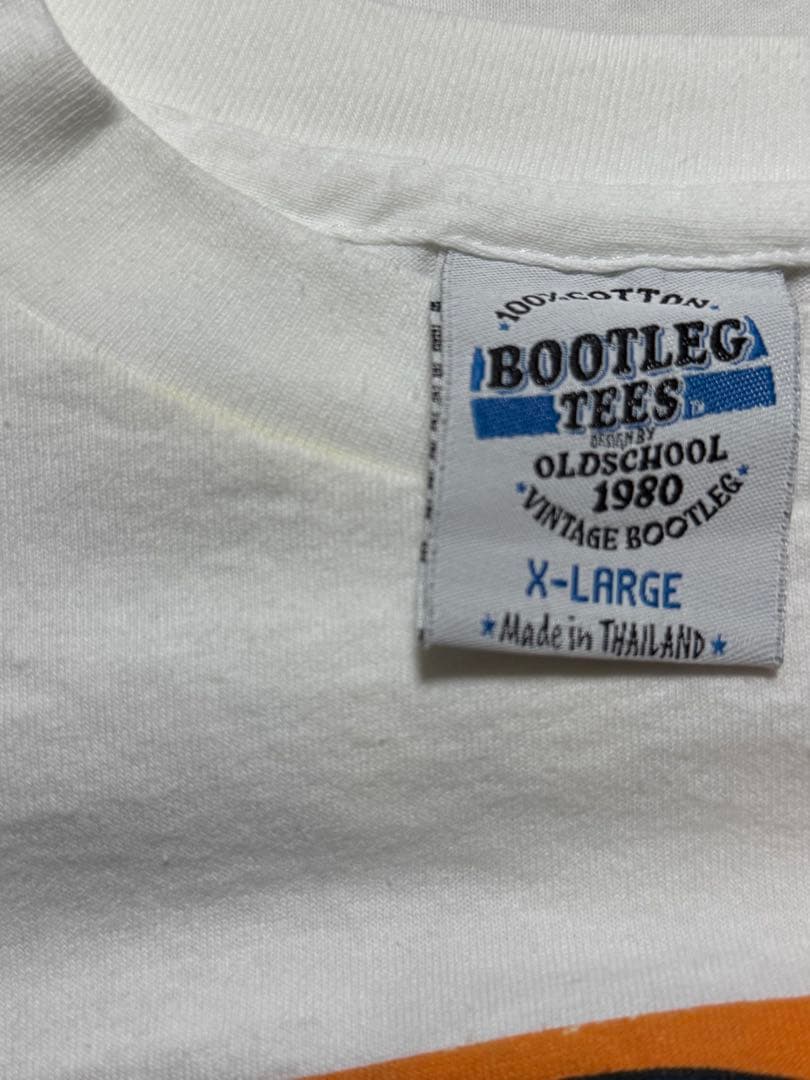 100% COTTON
BOOTLEG
TEES
DESIGN BY
OLDSCHOOL
1980
VINTAGE BOOTLEG
X-LARGE
Made in THAILAND